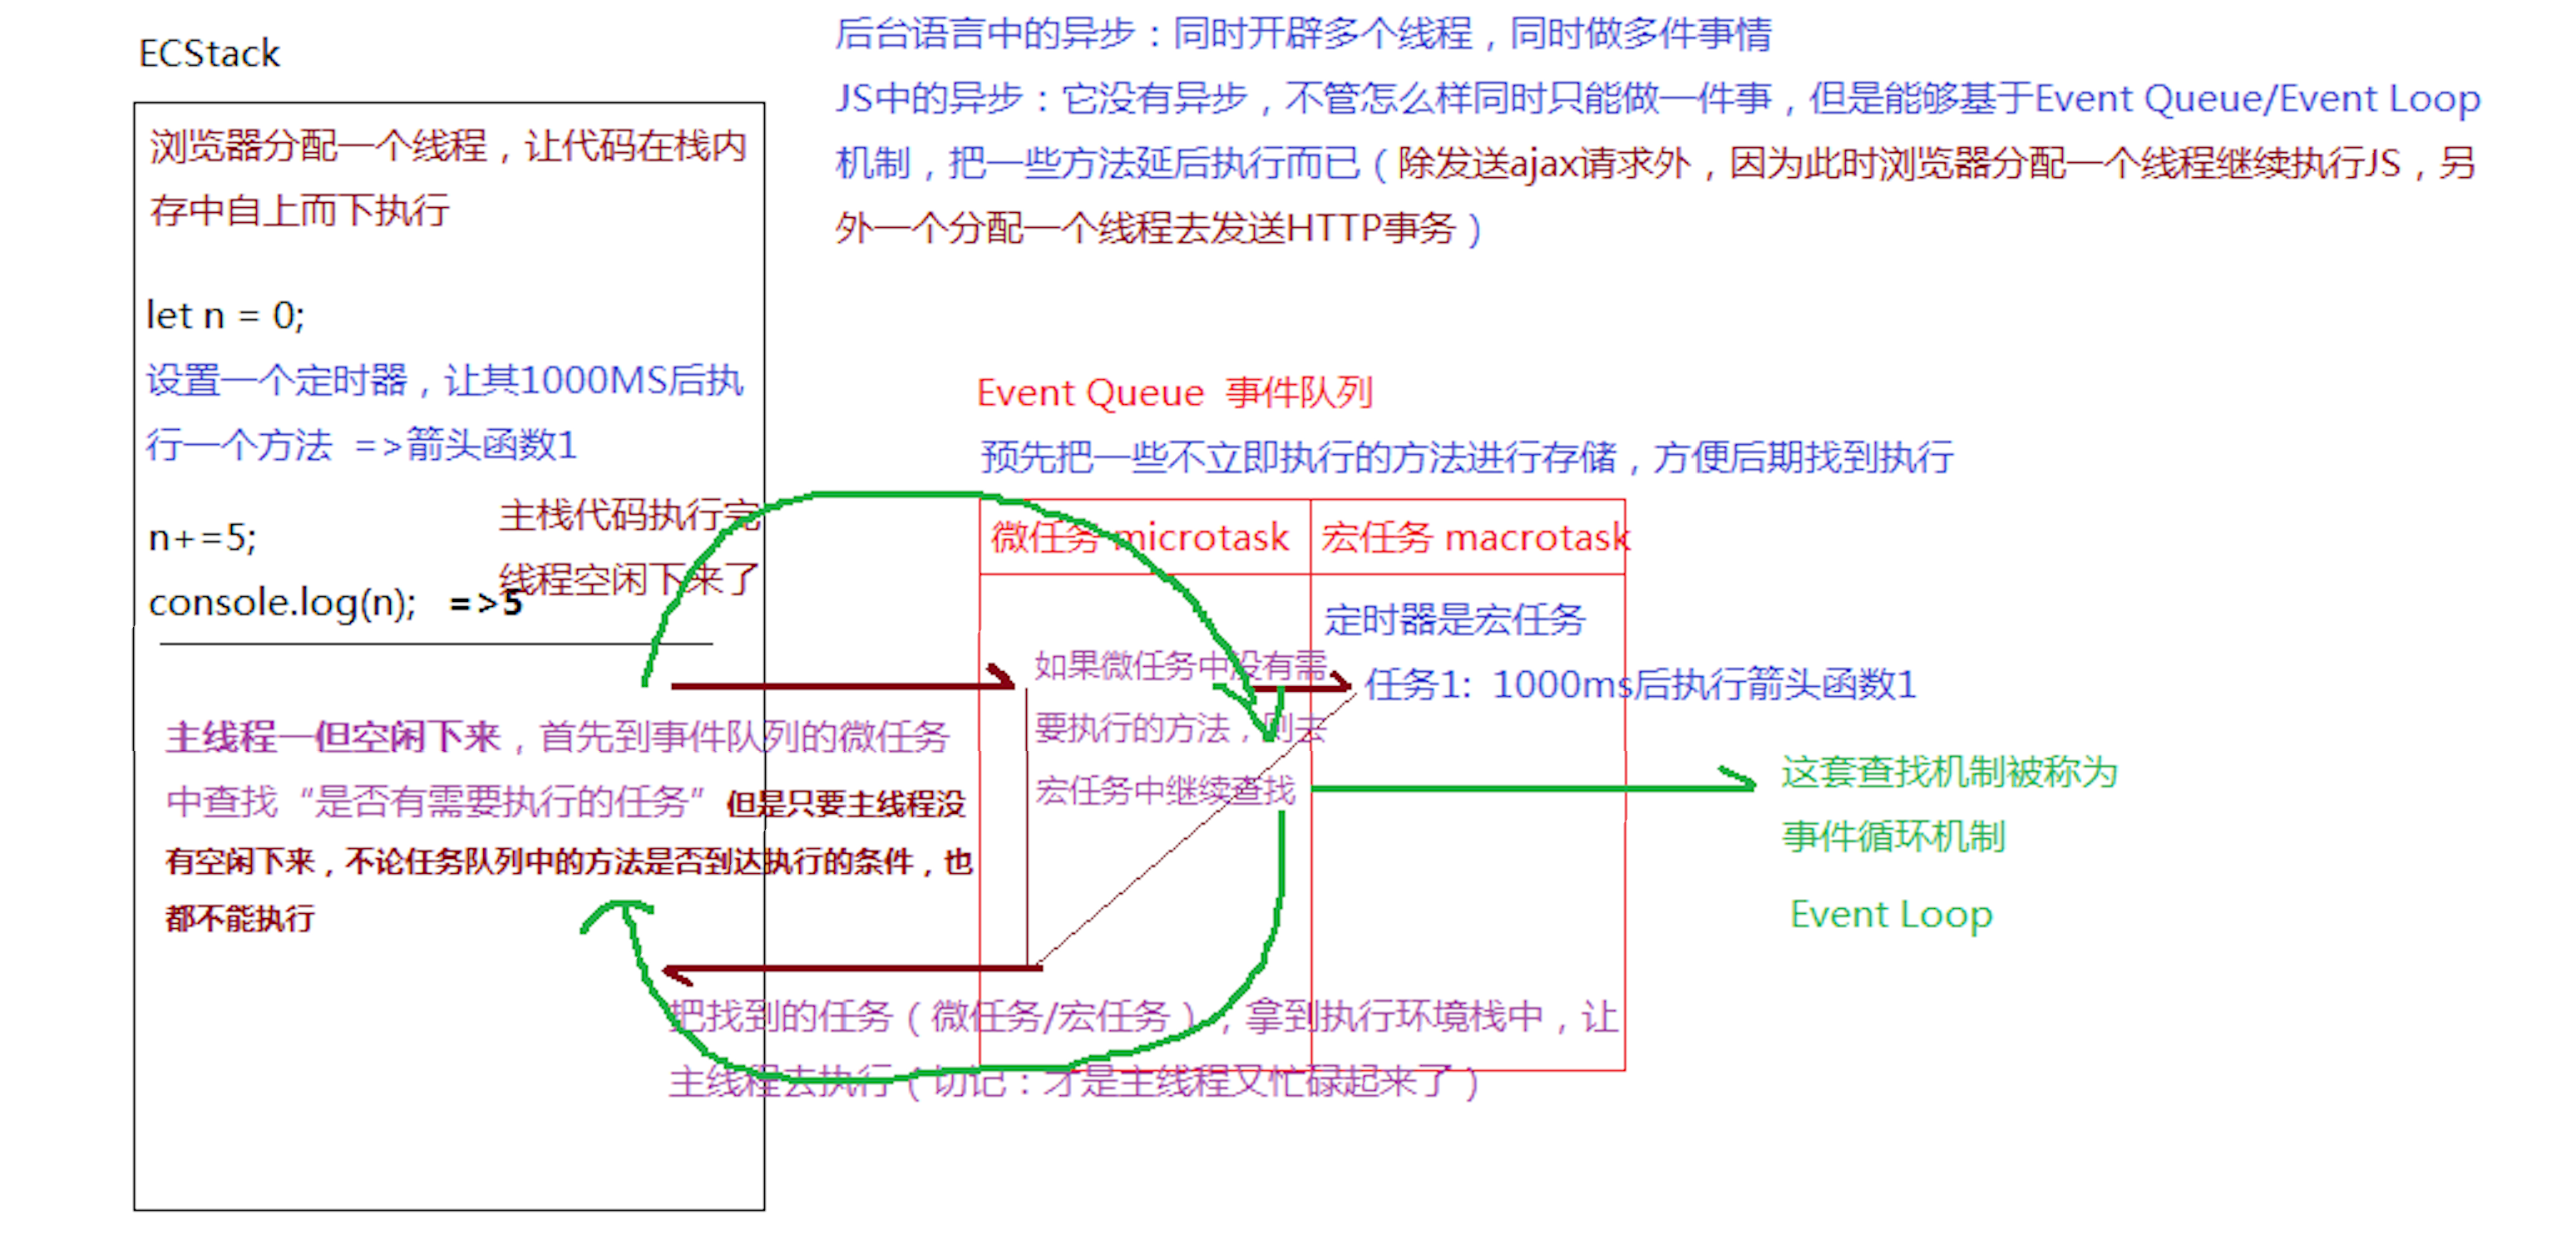 ECStack
浏览器分配一个线程，让代码在栈内
存中自上而下执行
let n = 0;
设置一个定时器，让其1000MS后执
行一个方法 =>箭头函数1
n+=5;
console.log(n); =>5
主栈代码执行完
线程空闲下来了
主线程一但空闲下来，首先到事件队列的微任务
中查找“是否有需要执行的任务”但是只要主线程没
有空闲下来，不论任务队列中的方法是否到达执行的条件，也
都不能执行
后台语言中的异步：同时开辟多个线程，同时做多件事情
JS中的异步：它没有异步，不管怎么样同时只能做一件事，但是能够基于Event Queue/Event Loop
机制，把一些方法延后执行而已（除发送ajax请求外，因为此时浏览器分配一个线程继续执行JS，另
外一个分配一个线程去发送HTTP事务）
Event Queue 事件队列
预先把一些不立即执行的方法进行存储，方便后期找到执行
微任务 microtask
宏任务 macrotask
如果微任务中没有需
要执行的方法，则去
宏任务中继续查找
定时器是宏任务
任务1: 1000ms后执行箭头函数1
这套查找机制被称为
事件循环机制
Event Loop
把找到的任务（微任务/宏任务），拿到执行环境栈中，让
主线程去执行（切记：才是主线程又忙碌起来了）